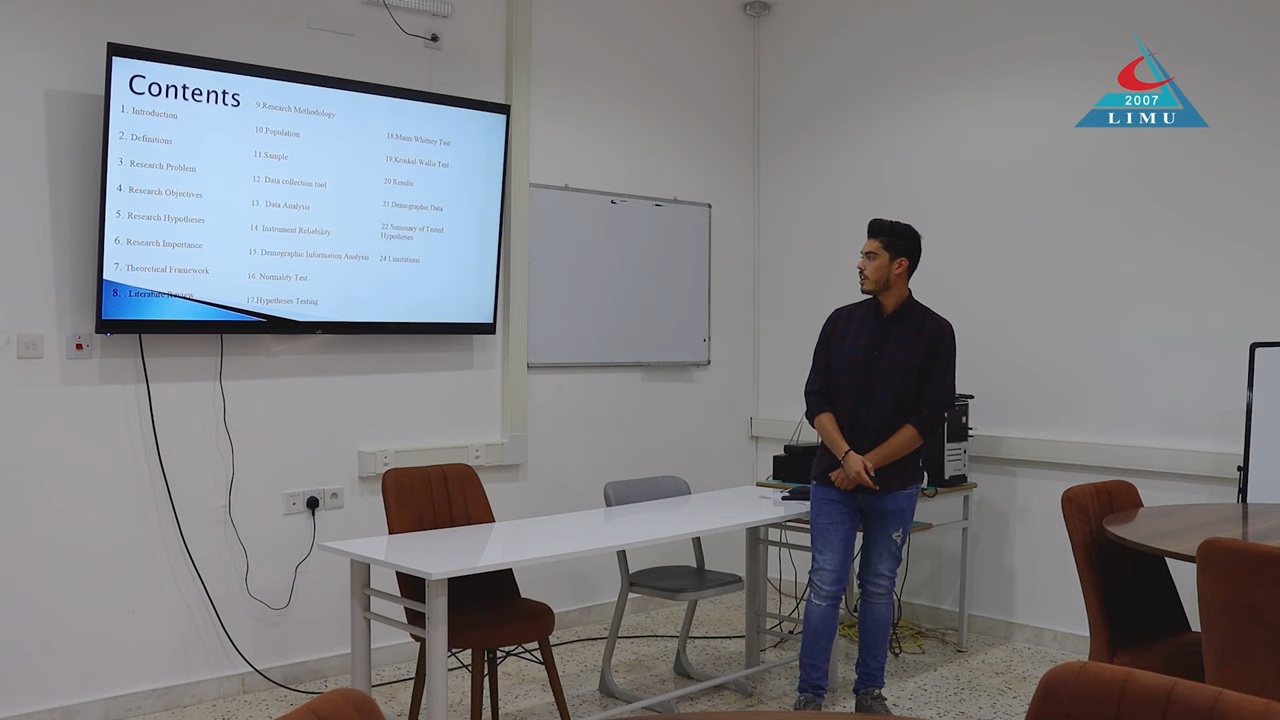 Contents
1. Introduction
2. Definitions
3. Research Problem
4. Research Objectives
5. Research Hypotheses
6. Research Importance
7. Theoretical Framework
8. . Literature Review
9.Research Methodology
10.Population
11.Sample
12. Data collection tool
13. Data Analysis
14. Instrument Reliability
15. Demographic Information Analysis
16. Normality Test
17.Hypotheses Testing
18.Mann-Whitney Test
19.Kruskal-Wallis Test
20.Results
21.Demographic Data
22.Summary of Tested
Hypotheses
24 Limitations
2007
LIMU